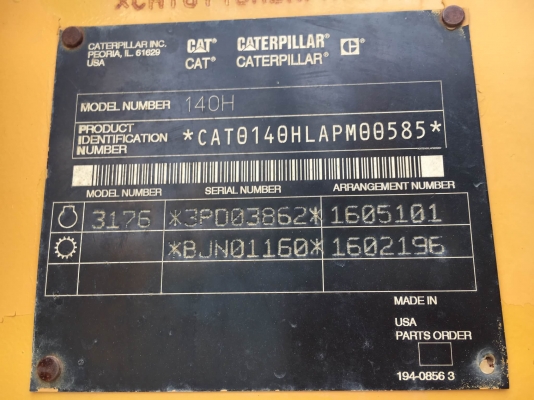 CATERPILLAR INC.
PEORIA, IL. 61629
USA
CAT CATERPILLAR C
CAT® CATERPILLAR®
MODEL NUMBER 140H
PRODUCT IDENTIFICATION NUMBER *CAT0140HLAPM00585*
MODEL NUMBER SERIAL NUMBER ARRANGEMENT NUMBER
3176 *3PD03862* 1605101
*BJN01160* 1602196
MADE IN
USA
PARTS ORDER
194-0856 3